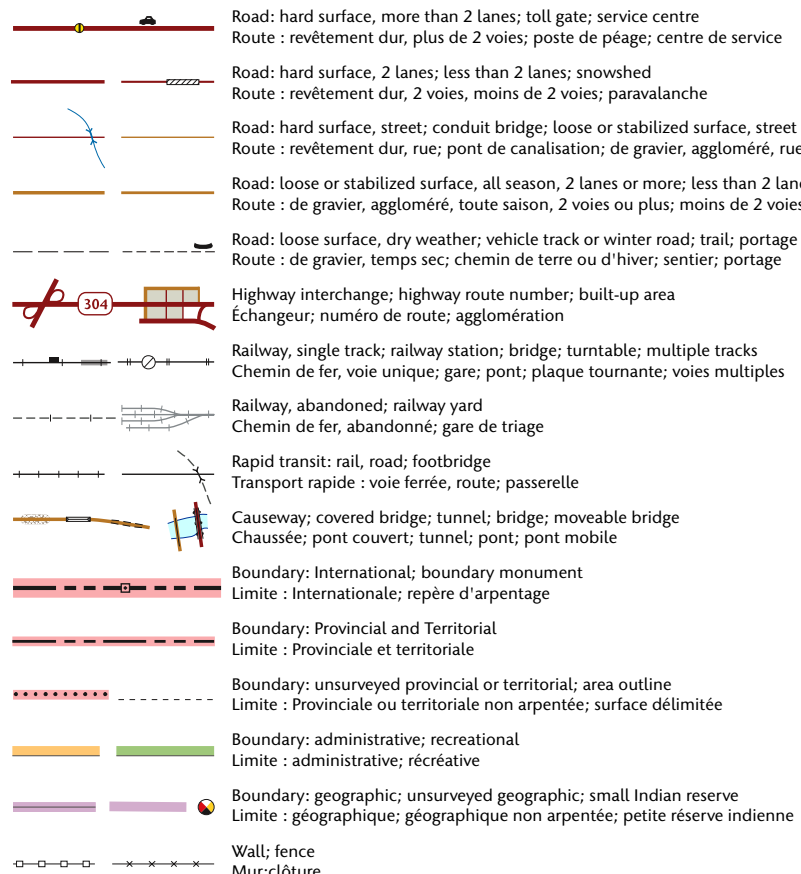 Road: hard surface, more than 2 lanes; toll gate; service centre
Route : revêtement dur, plus de 2 voies; poste de péage; centre de service
Road: hard surface, 2 lanes; less than 2 lanes; snowshed
Route : revêtement dur, 2 voies, moins de 2 voies; paravalanche
Road: hard surface, street; conduit bridge; loose or stabilized surface, street
Route : revêtement dur, rue; pont de canalisation; de gravier, aggloméré, rue
Road: loose or stabilized surface, all season, 2 lanes or more; less than 2
Route : de gravier, aggloméré, toute saison, 2 voies ou plus; moins de 2 voies
Road: loose surface, dry weather; vehicle track or winter road; trail; portage
Route : de gravier, temps sec; chemin de terre ou d'hiver; sentier; portage
304
Highway interchange; highway route number; built-up area
Échangeur; numéro de route; agglomération
Railway, single track; railway station; bridge; turntable; multiple tracks
Chemin de fer, voie unique; gare; pont; plaque tournante; voies multiples
Railway, abandoned; railway yard
Chemin de fer, abandonné; gare de triage
Rapid transit: rail, road; footbridge
Transport rapide : voie ferrée, route; passerelle
Causeway; covered bridge; tunnel; bridge; moveable bridge
Chaussée; pont couvert; tunnel; pont; pont mobile
Boundary: International; boundary monument
Limite : Internationale; repère d'arpentage
Boundary: Provincial and Territorial
Limite : Provinciale et territoriale
Boundary: unsurveyed provincial or territorial; area outline
Limite : Provinciale ou territoriale non arpentée; surface délimitée
Boundary: administrative; recreational
Limite : administrative; récréative
Boundary: geographic; unsurveyed geographic; small Indian reserve
Limite : géographique; géographique non arpentée; petite réserve indienne
Wall; fence
Mur;clôture